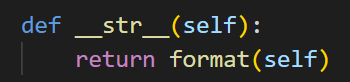 def __str__(self):
    return format(self)